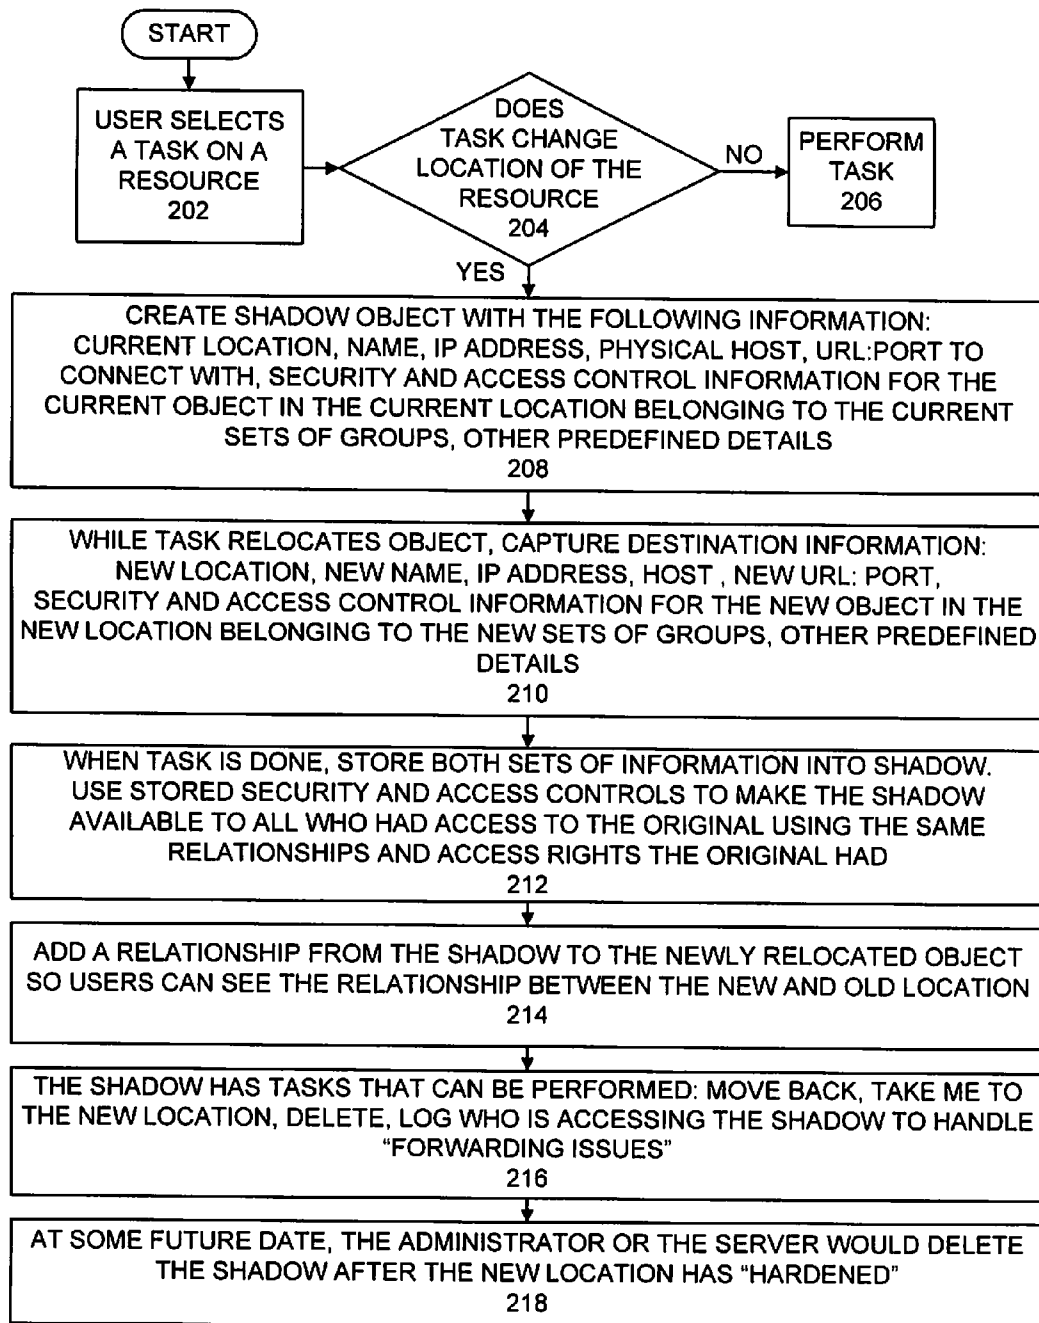 START
USER SELECTS
A TASK ON A
RESOURCE
202
DOES
TASK CHANGE
LOCATION OF THE
RESOURCE
204
NO
PERFORM
TASK
206
YES
CREATE SHADOW OBJECT WITH THE FOLLOWING INFORMATION:
CURRENT LOCATION, NAME, IP ADDRESS, PHYSICAL HOST, URL:PORT TO
CONNECT WITH, SECURITY AND ACCESS CONTROL INFORMATION FOR THE
CURRENT OBJECT IN THE CURRENT LOCATION BELONGING TO THE CURRENT
SETS OF GROUPS, OTHER PREDEFINED DETAILS
208
WHILE TASK RELOCATES OBJECT, CAPTURE DESTINATION INFORMATION:
NEW LOCATION, NEW NAME, IP ADDRESS, HOST , NEW URL: PORT,
SECURITY AND ACCESS CONTROL INFORMATION FOR THE NEW OBJECT IN THE
NEW LOCATION BELONGING TO THE NEW SETS OF GROUPS, OTHER PREDEFINED
DETAILS
210
WHEN TASK IS DONE, STORE BOTH SETS OF INFORMATION INTO SHADOW.
USE STORED SECURITY AND ACCESS CONTROLS TO MAKE THE SHADOW
AVAILABLE TO ALL WHO HAD ACCESS TO THE ORIGINAL USING THE SAME
RELATIONSHIPS AND ACCESS RIGHTS THE ORIGINAL HAD
212
ADD A RELATIONSHIP FROM THE SHADOW TO THE NEWLY RELOCATED OBJECT
SO USERS CAN SEE THE RELATIONSHIP BETWEEN THE NEW AND OLD LOCATION
214
THE SHADOW HAS TASKS THAT CAN BE PERFORMED: MOVE BACK, TAKE ME TO
THE NEW LOCATION, DELETE, LOG WHO IS ACCESSING THE SHADOW TO HANDLE
“FORWARDING ISSUES”
216
AT SOME FUTURE DATE, THE ADMINISTRATOR OR THE SERVER WOULD DELETE
THE SHADOW AFTER THE NEW LOCATION HAS “HARDENED”
218